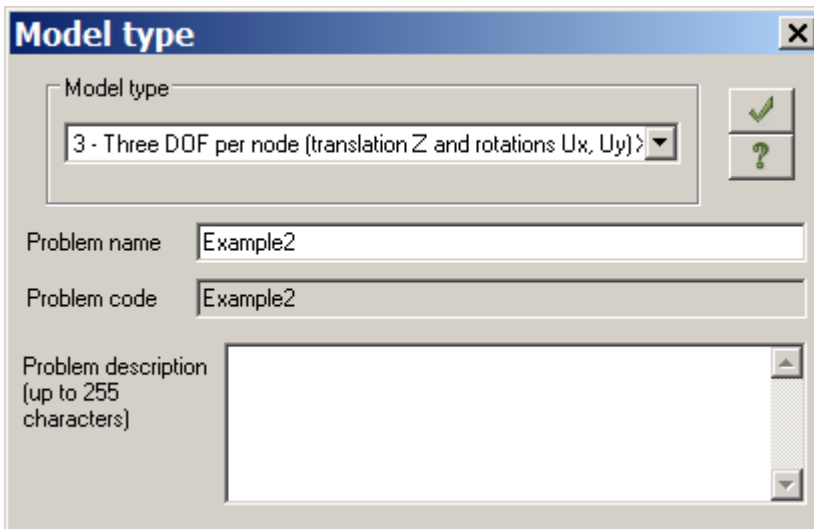 Model type
Model type
3 - Three DOF per node (translation Z and rotations Ux, Uy)
Problem name
Example2
Problem code
Example2
Problem description
(up to 255
characters)